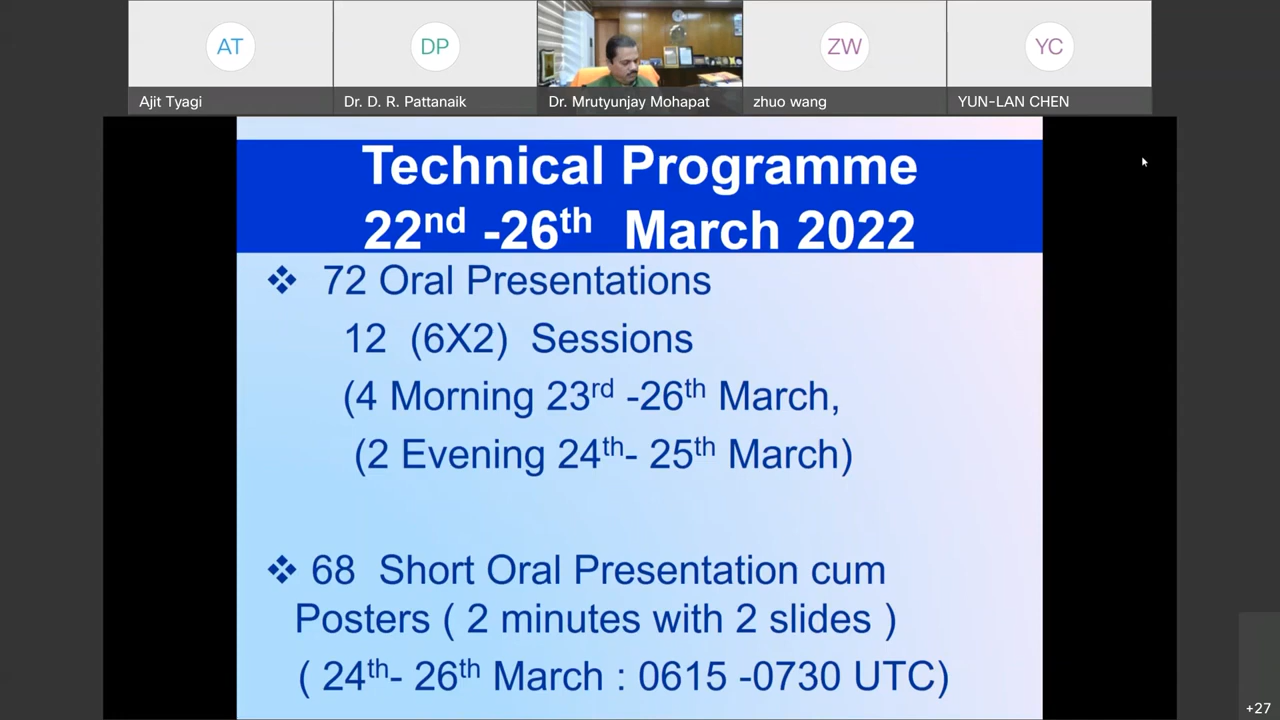 AT
DP
ZW
YC
Ajit Tyagi
Dr. D. R. Pattanaik
Dr. Mrutyunjay Mohapat
zhuo wang
YUN-LAN CHEN
Technical Programme
22nd -26th March 2022
❖ 72 Oral Presentations
12 (6X2) Sessions
(4 Morning 23rd -26th March,
(2 Evening 24th- 25th March)
❖ 68 Short Oral Presentation cum
Posters ( 2 minutes with 2 slides )
( 24th- 26th March : 0615 -0730 UTC)
+27